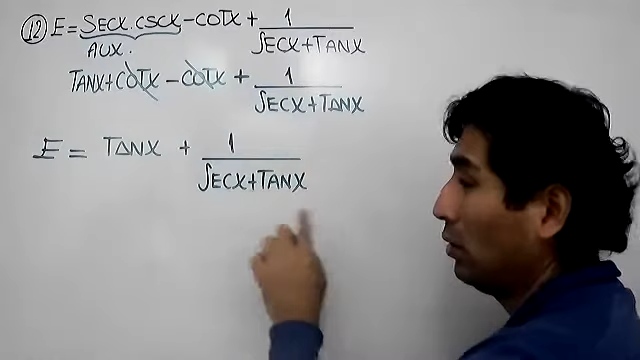 12 E = SECX . CSCX - COTX + 1 / SECX + TANX
AUX.
TANX + COTX - COTX + 1 / SECX + TANX
E = TANX + 1 / SECX + TANX